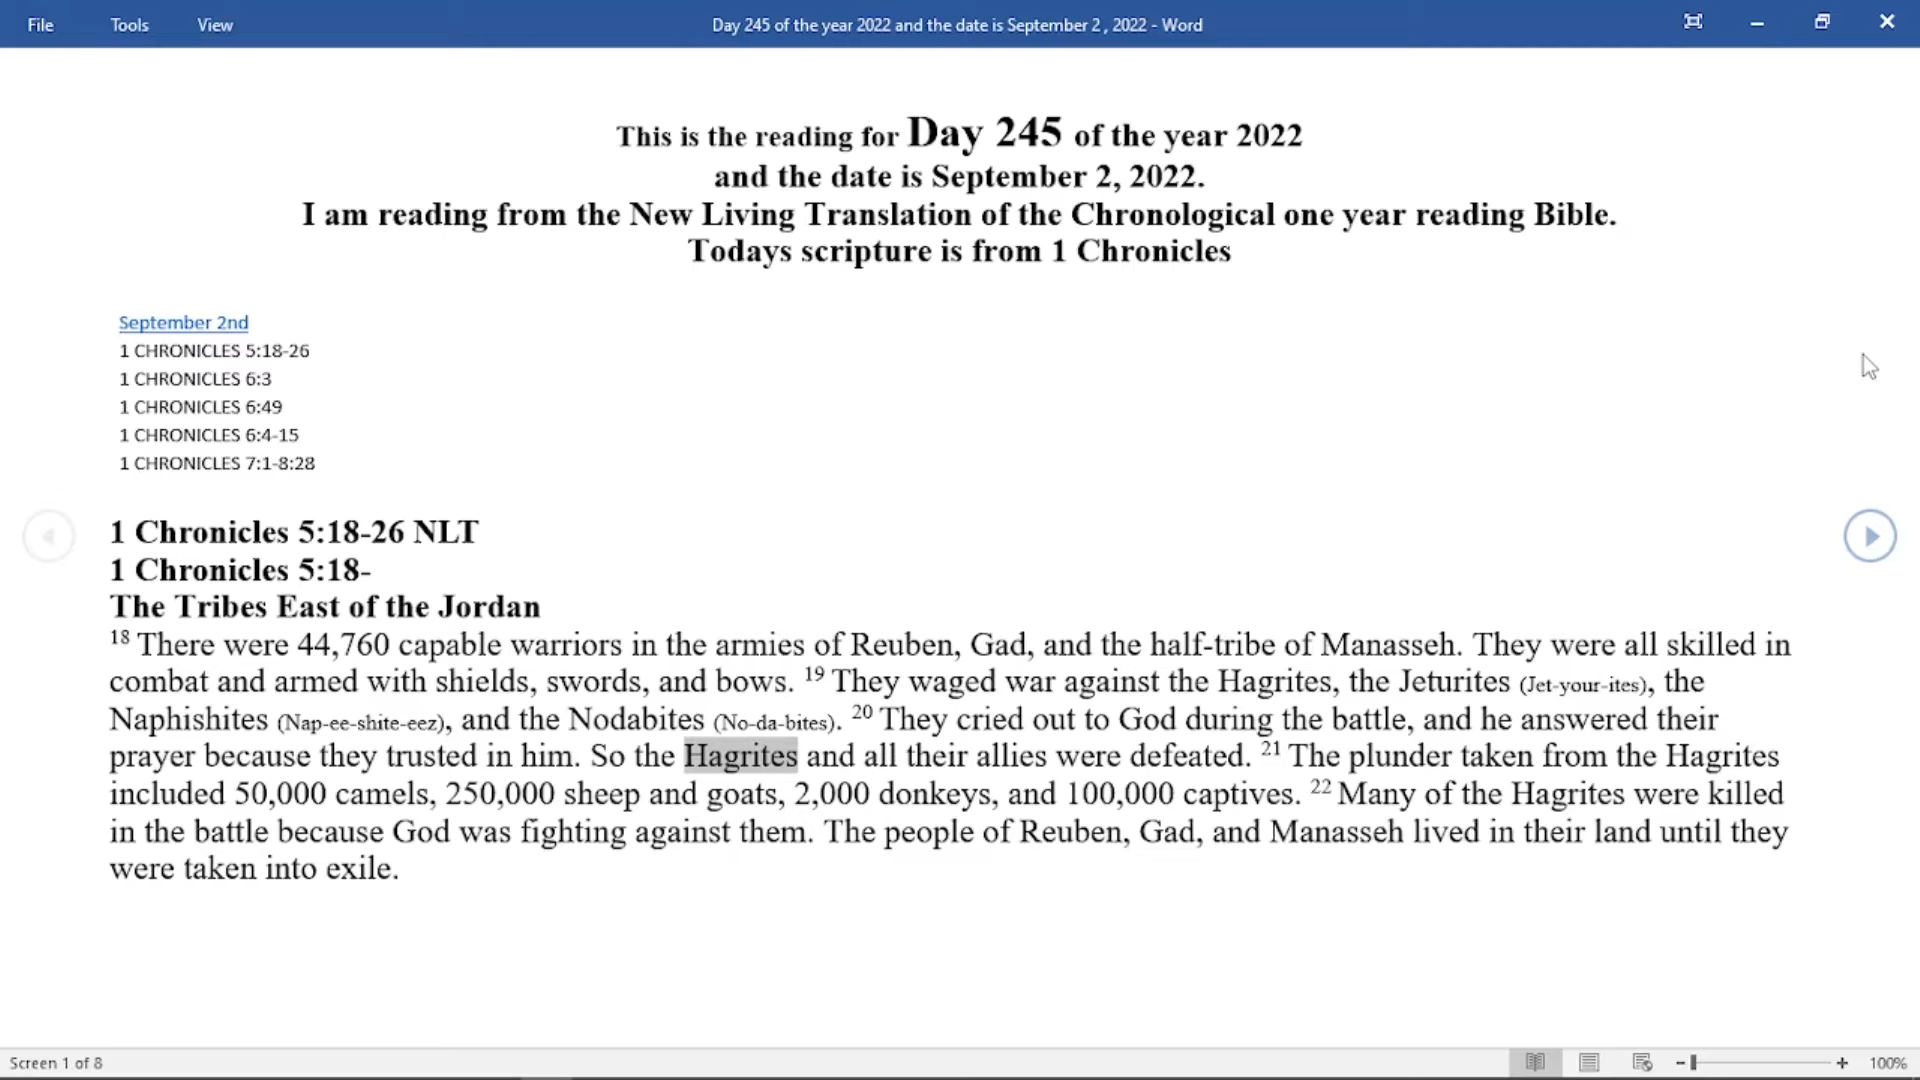 File Tools View Day 245 of the year 2022 and the date is September 2 , 2022 - Word
This is the reading for Day 245 of the year 2022
and the date is September 2, 2022.
I am reading from the New Living Translation of the Chronological one year reading Bible.
Todays scripture is from 1 Chronicles
September 2nd
1 CHRONICLES 5:18-26
1 CHRONICLES 6:3
1 CHRONICLES 6:49
1 CHRONICLES 6:4-15
1 CHRONICLES 7:1-8:28
1 Chronicles 5:18-26 NLT
1 Chronicles 5:18-
The Tribes East of the Jordan
18 There were 44,760 capable warriors in the armies of Reuben, Gad, and the half-tribe of Manasseh. They were all skilled in
combat and armed with shields, swords, and bows. 19 They waged war against the Hagrites, the Jeturites (Jet-your-ites), the
Naphishites (Nap-ee-shite-eez), and the Nodabites (No-da-bites). 20 They cried out to God during the battle, and he answered their
prayer because they trusted in him. So the Hagrites and all their allies were defeated. 21 The plunder taken from the Hagrites
included 50,000 camels, 250,000 sheep and goats, 2,000 donkeys, and 100,000 captives. 22 Many of the Hagrites were killed
in the battle because God was fighting against them. The people of Reuben, Gad, and Manasseh lived in their land until they
were taken into exile.
Screen 1 of 8 100%